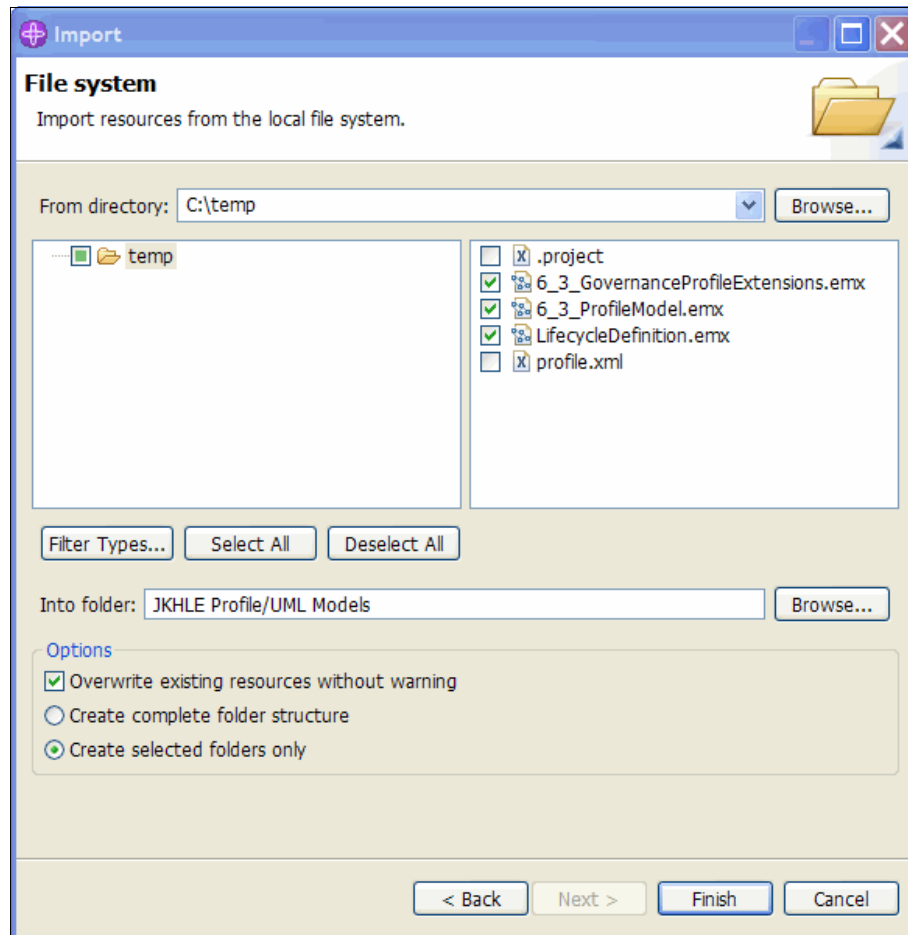 Import
File system
Import resources from the local file system.
From directory: C:\temp Browse...
temp
.project
6_3_GovernanceProfileExtensions.emx
6_3_ProfileModel.emx
LifecycleDefinition.emx
profile.xml
Filter Types... Select All Deselect All
Into folder: JKHLE Profile/UML Models Browse...
Options
Overwrite existing resources without warning
Create complete folder structure
Create selected folders only
< Back Next > Finish Cancel